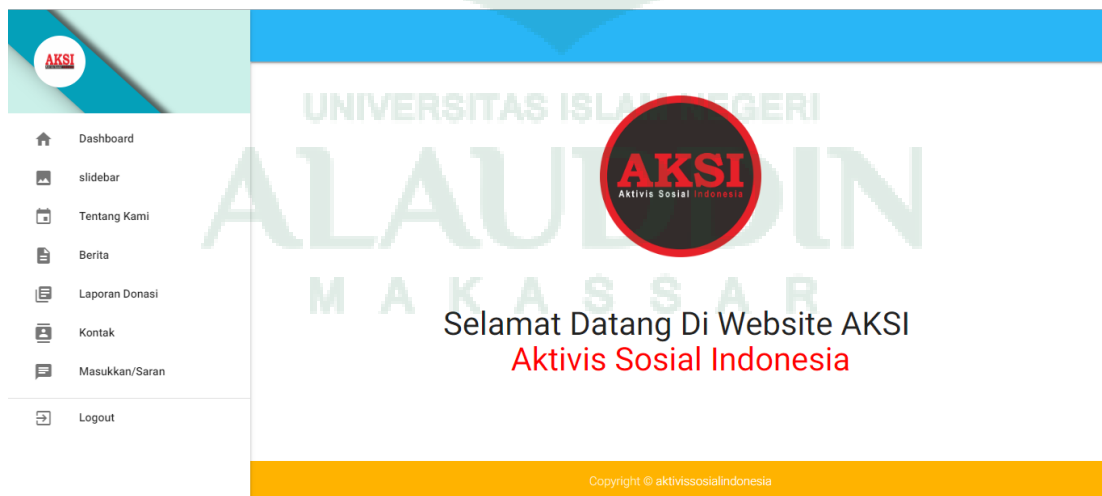 AKSI
Dashboard
slidebar
Tentang Kami
Berita
Laporan Donasi
Kontak
Masukkan/Saran
Logout
UNIVERSITAS ISLAM NEGERI
ALAUDDIN
MAKASSAR
AKSI
Aktivis Sosial Indonesia
Selamat Datang Di Website AKSI
Aktivis Sosial Indonesia
Copyright © aktivissosialindonesia